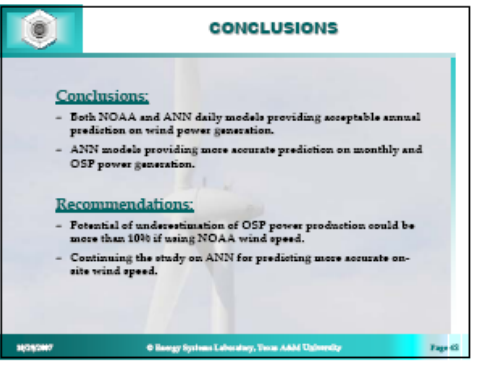 CONCLUSIONS
Conclusions:
- Both NOAA and ANN daily models providing acceptable annual
prediction on wind power generation.
- ANN models providing more accurate prediction on monthly and
OSP power generation.
Recommendations:
- Potential of underestimation of OSP power production could be
more than 10% if using NOAA wind speed.
- Continuing the study on ANN for predicting more accurate on-
site wind speed.
© Energy Systems Laboratory, Texas A&M University
Page